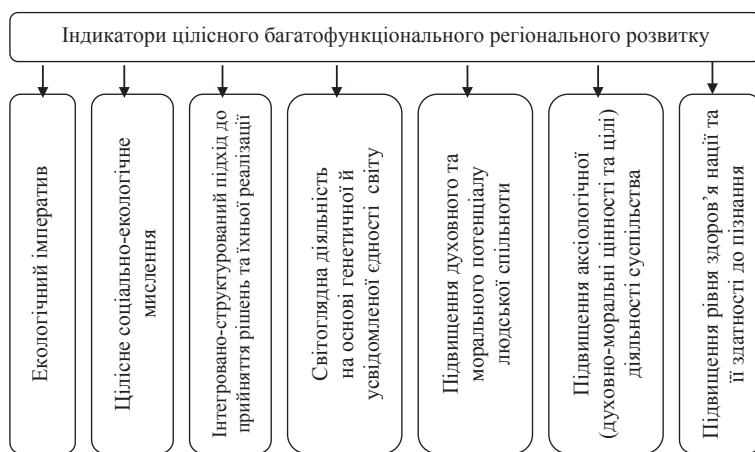 Індикатори цілісного багатофункціонального регіонального розвитку
Екологічний імператив
Цілісне соціально-екологічне
мислення
Інтегровано-структурований підхід до
прийняття рішень та їхньої реалізації
Світоглядна діяльність
на основі генетичної й
усвідомленої єдності світу
Підвищення духовного та
морального потенціалу
людської спільноти
Підвищення аксіологічної
(духовно-моральні цінності та цілі)
діяльності суспільства
Підвищення рівня здоров’я нації та
її здатності до пізнання